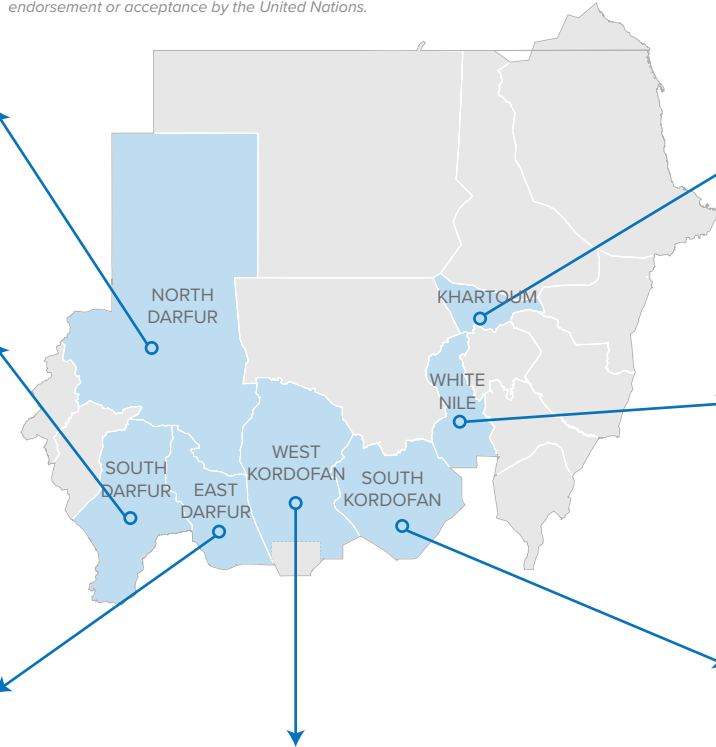 endorsement or acceptance by the United Nations.
NORTH
DARFUR
KHARTOUM
WHITE
NILE
WEST
KORDOFAN
SOUTH
KORDOFAN
SOUTH
DARFUR
EAST
DARFUR